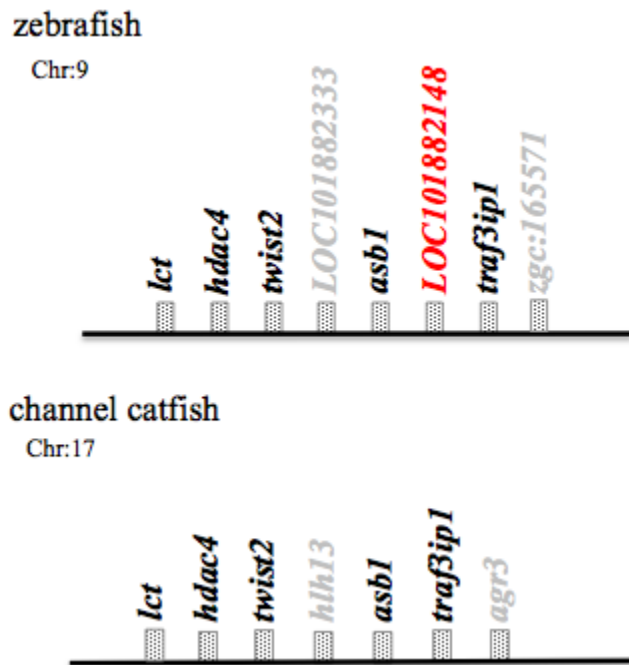 zebrafish
Chr:9
lct
hdac4
twist2
LOC101882333
asb1
LOC101882148
traf3ip1
zgc:165571
channel catfish
Chr:17
lct
hdac4
twist2
hlh13
asb1
traf3ip1
agr3